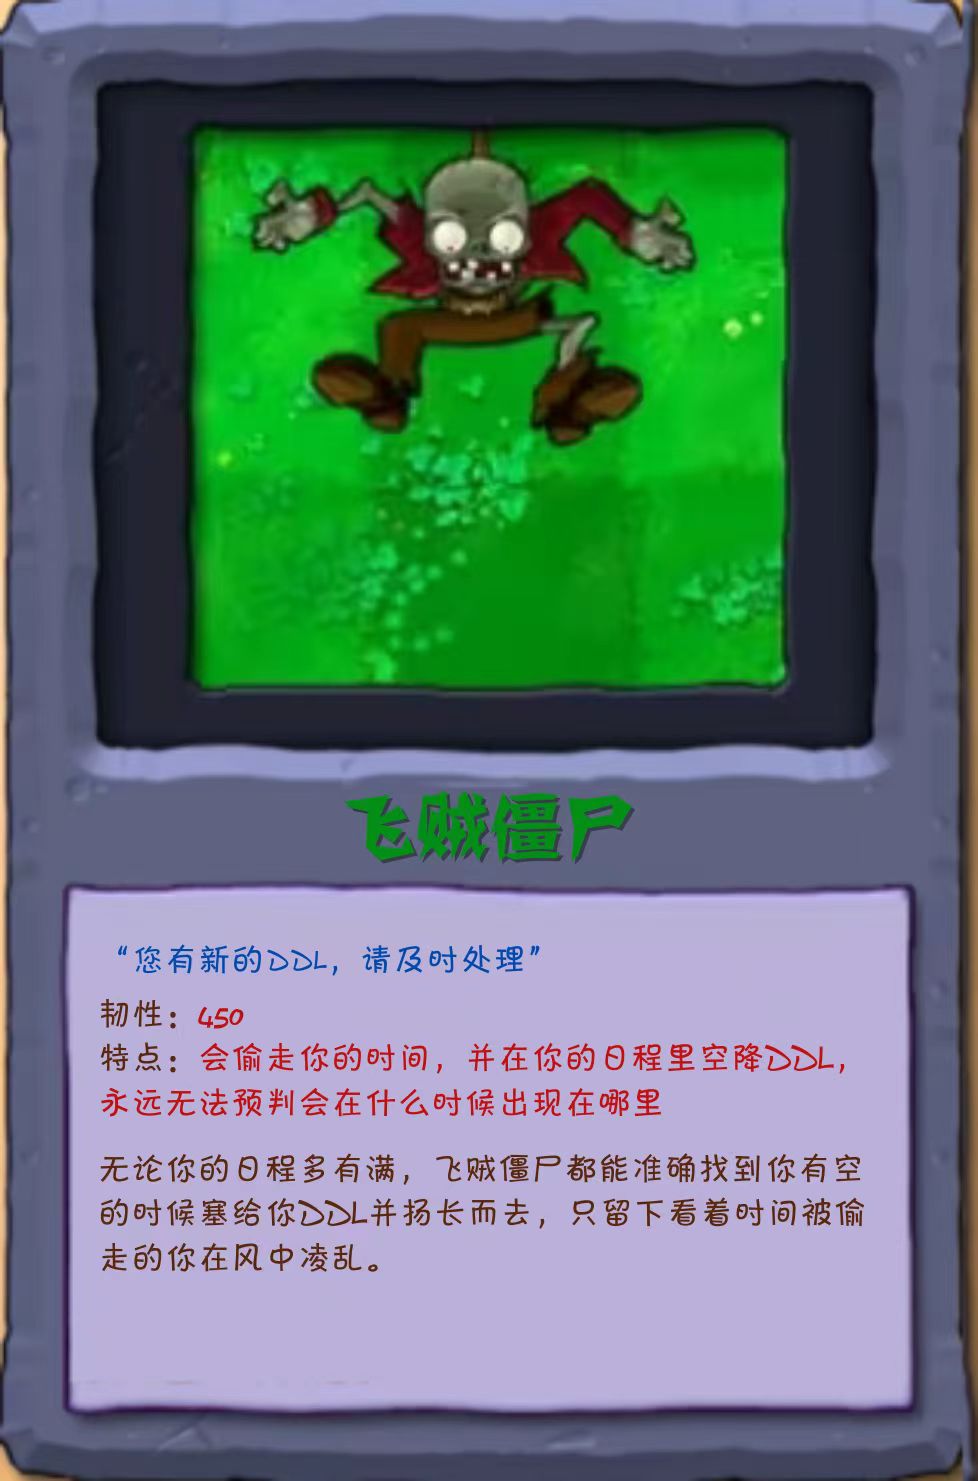 飞贼僵尸
“您有新的DDL，请及时处理”
韧性：450
特点：会偷走你的时间，并在你的日程里空降DDL，
永远无法预判会在什么时候出现在哪里
无论你的日程多有满，飞贼僵尸都能准确找到你有空
的时候塞给你DDL并扬长而去，只留下看着时间被偷
走的你在风中凌乱。